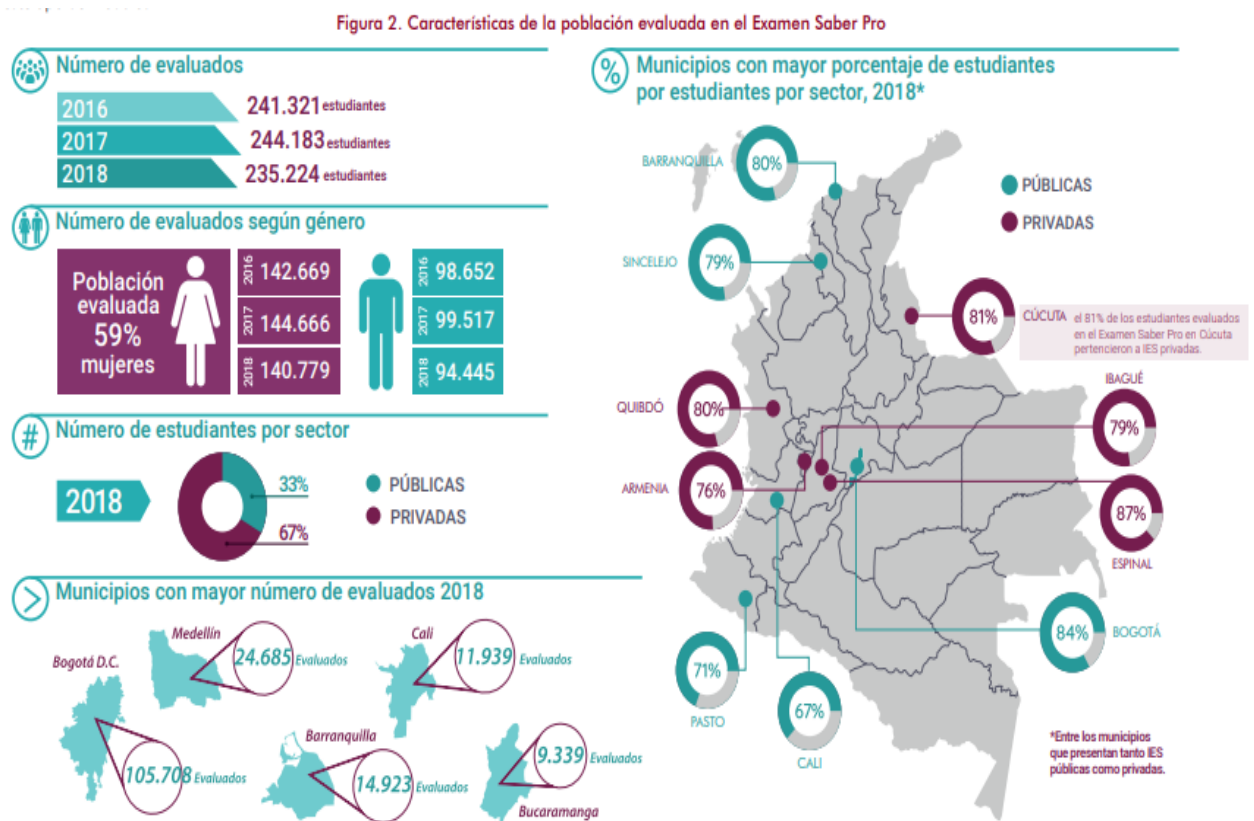 Figura 2. Características de la población evaluada en el Examen Saber Pro
Número de evaluados
2016 241.321 estudiantes
2017 244.183 estudiantes
2018 235.224 estudiantes
Número de evaluados según género
Población
evaluada
59%
mujeres
2016 142.669
2017 144.666
2018 140.779
2016 98.652
2017 99.517
2018 94.445
# Número de estudiantes por sector
2018
33%
67%
PÚBLICAS
PRIVADAS
> Municipios con mayor número de evaluados 2018
Bogotá D.C.
105.708 Evaluados
Medellín
24.685 Evaluados
Barranquilla
14.923 Evaluados
Cali
11.939 Evaluados
9.339 Evaluados
Bucaramanga
% Municipios con mayor porcentaje de estudiantes
por estudiantes por sector, 2018*
PÚBLICAS
PRIVADAS
BARRANQUILLA 80%
SINCELEJO 79%
81% CÚCUTA el 81% de los estudiantes evaluados
en el Examen Saber Pro en Cúcuta
pertencieron a IES privadas.
QUIBDÓ 80%
IBAGUÉ
79%
ARMENIA 76%
87%
ESPINAL
84% BOGOTÁ
71%
PASTO
67%
CALI
*Entre los municipios
que presentan tanto IES
públicas como privadas.